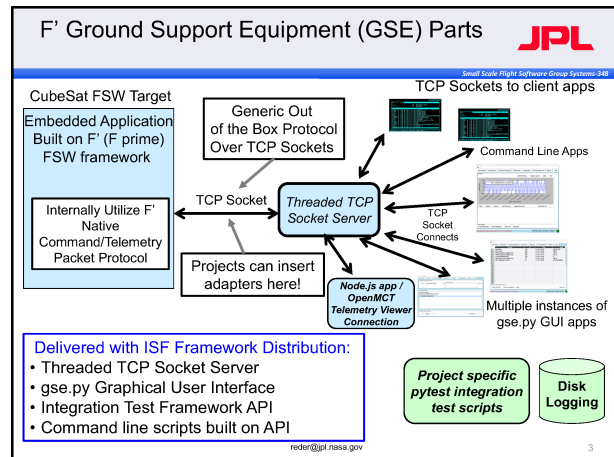 F' Ground Support Equipment (GSE) Parts
JPL
Small Scale Flight Software Group Systems-348
TCP Sockets to client apps
CubeSat FSW Target
Embedded Application
Built on F' (F prime)
FSW framework
Generic Out
of the Box Protocol
Over TCP Sockets
Command Line Apps
TCP Socket
Threaded TCP
Socket Server
TCP
Socket
Connects
Internally Utilize F'
Native
Command/Telemetry
Packet Protocol
Projects can insert
adapters here!
Node.js app /
OpenMCT
Telemetry Viewer
Connection
Multiple instances of
gse.py GUI apps
Delivered with ISF Framework Distribution:
• Threaded TCP Socket Server
• gse.py Graphical User Interface
• Integration Test Framework API
• Command line scripts built on API
Project specific
pytest integration
test scripts
Disk
Logging
reder@jpl.nasa.gov
3